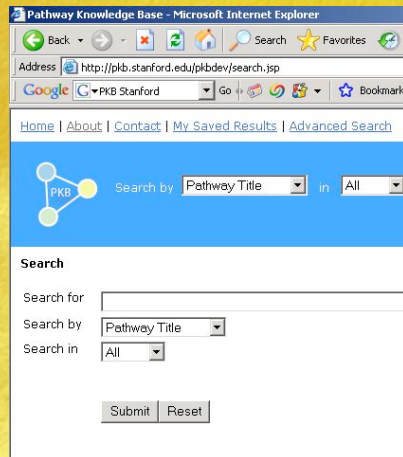 Pathway Knowledge Base - Microsoft Internet Explorer
Back Search Favorites
Address http://pkb.stanford.edu/pkbdev/search.jsp
Google G PKB Stanford Go Bookmark
Home | About | Contact | My Saved Results | Advanced Search
PKB Search by Pathway Title in All
Search
Search for
Search by Pathway Title
Search in All
Submit Reset